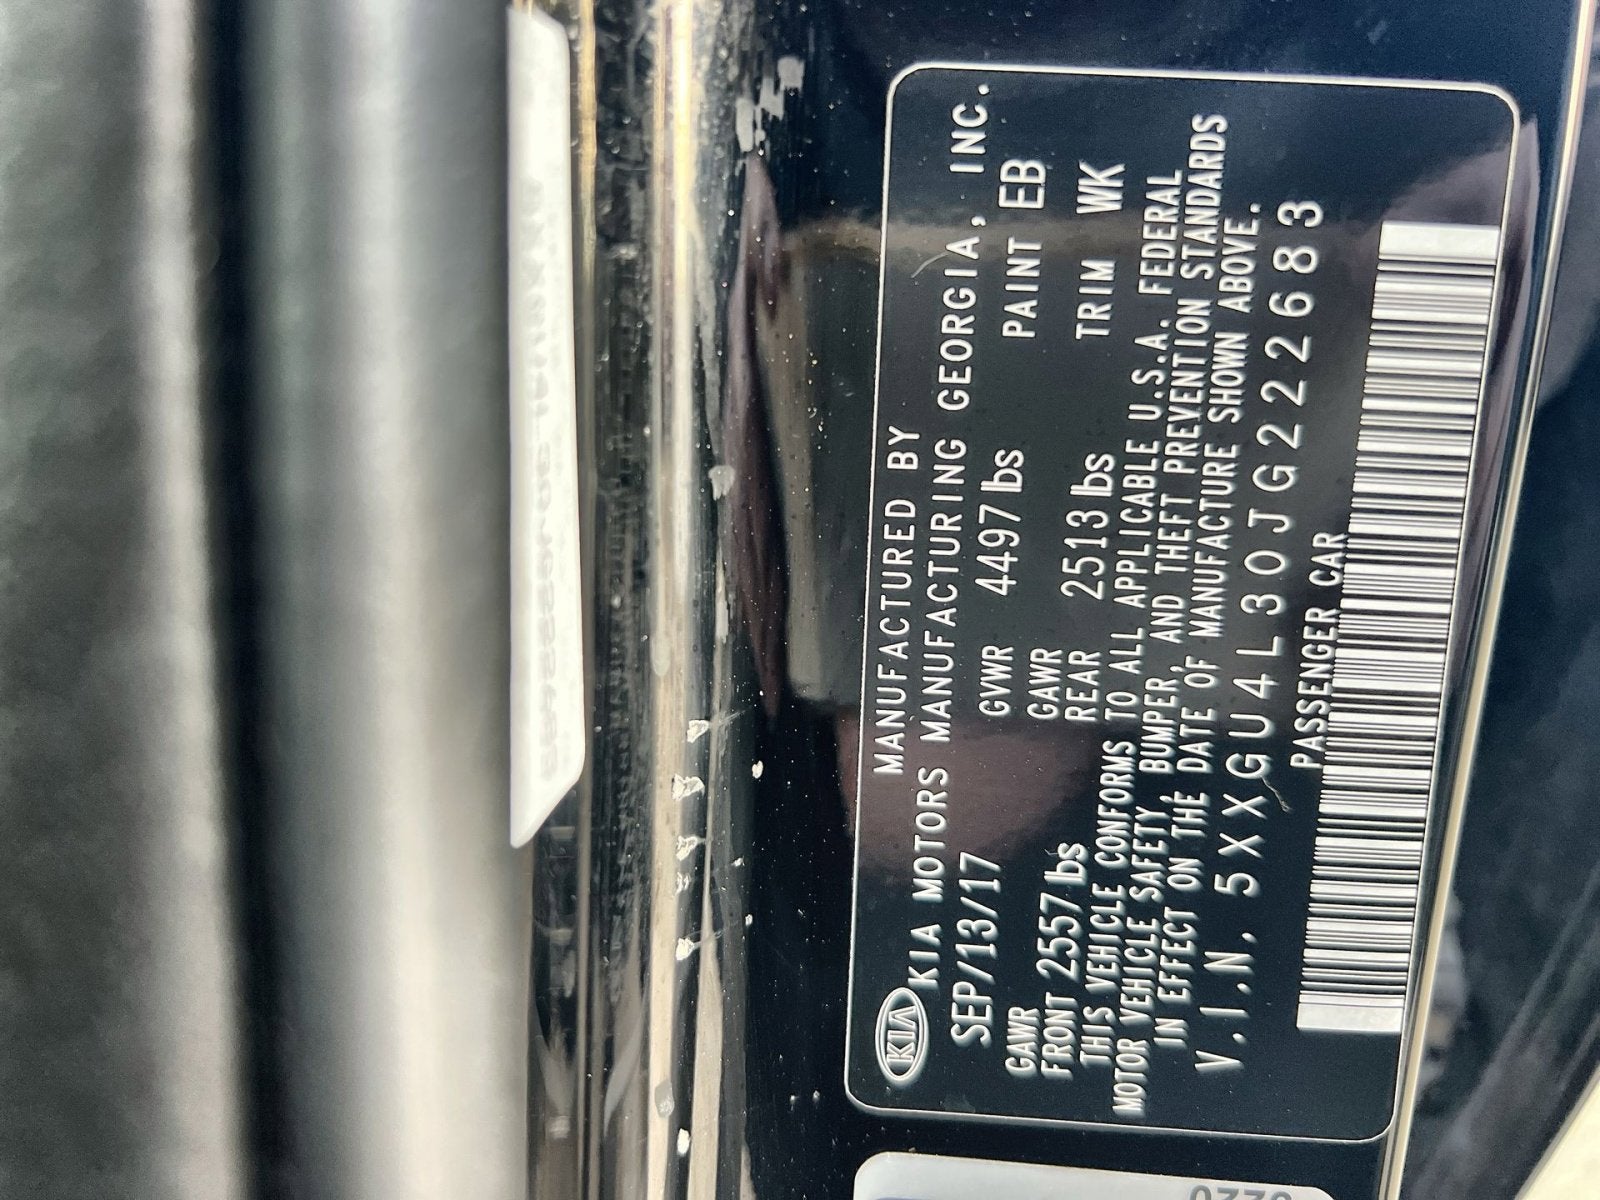 KIA
MANUFACTURED BY
KIA MOTORS MANUFACTURING GEORGIA, INC.
SEP/13/17 GVWR 4497 lbs PAINT EB
GAWR GAWR
FRONT 2557 lbs REAR 2513 lbs TRIM WK
THIS VEHICLE CONFORMS TO ALL APPLICABLE U.S.A. FEDERAL
MOTOR VEHICLE SAFETY, BUMPER, AND THEFT PREVENTION STANDARDS
IN EFFECT ON THE DATE OF MANUFACTURE SHOWN ABOVE.
V.I.N. 5XXGU4L30JG222683
PASSENGER CAR